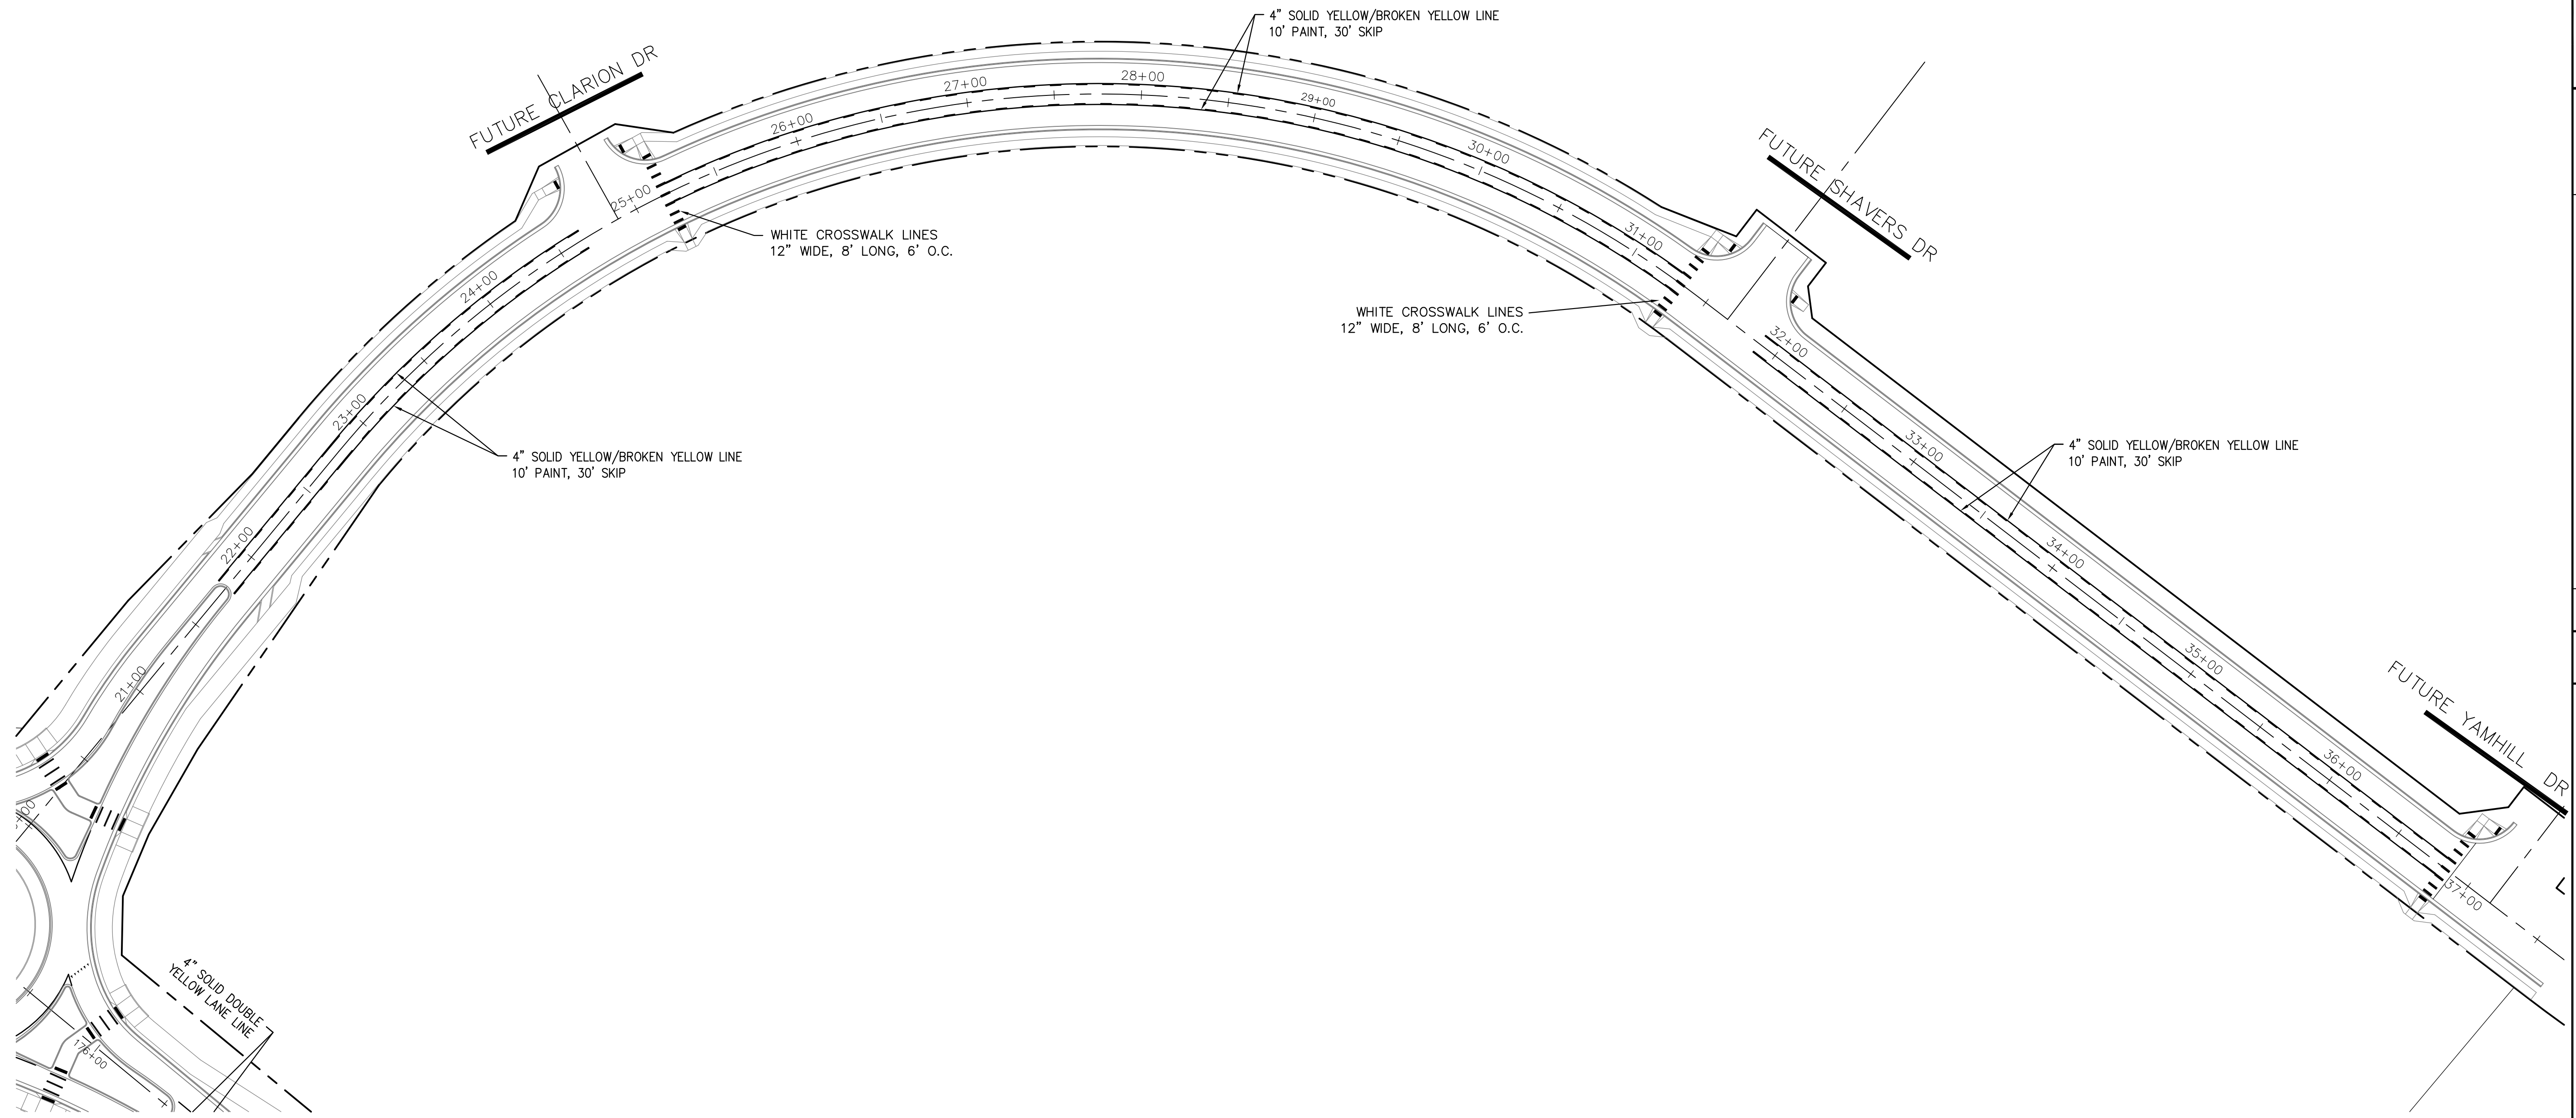 4" SOLID YELLOW/BROKEN YELLOW LINE
10' PAINT, 30' SKIP
FUTURE CLARION DR
27+00
28+00
29+00
26+00
30+00
FUTURE SHAVERS DR
25+00
31+00
WHITE CROSSWALK LINES
12" WIDE, 8' LONG, 6' O.C.
24+00
WHITE CROSSWALK LINES
12" WIDE, 8' LONG, 6' O.C.
32+00
23+00
33+00
4" SOLID YELLOW/BROKEN YELLOW LINE
10' PAINT, 30' SKIP
4" SOLID YELLOW/BROKEN YELLOW LINE
10' PAINT, 30' SKIP
22+00
34+00
21+00
35+00
FUTURE YAMHILL DR
36+00
37+00
4" SOLID DOUBLE
YELLOW LANE LINE
176+00